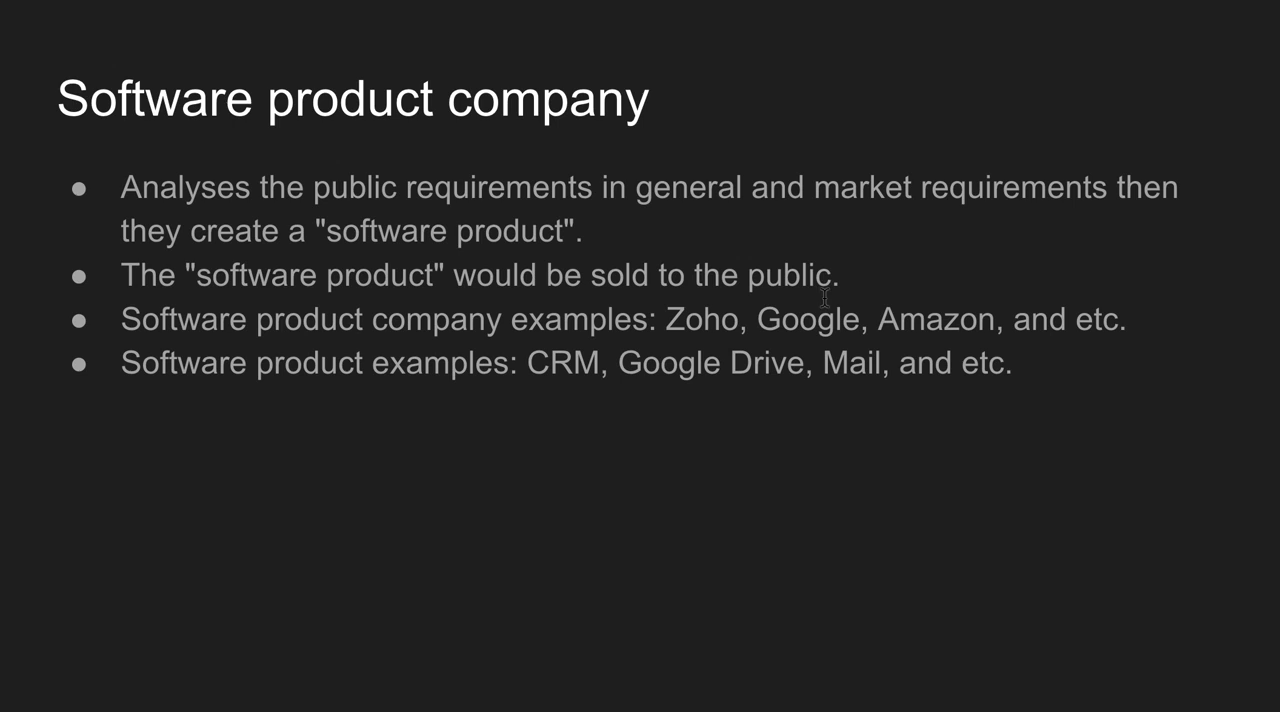 Software product company
● Analyses the public requirements in general and market requirements then
they create a "software product".
● The "software product" would be sold to the public.
● Software product company examples: Zoho, Google, Amazon, and etc.
● Software product examples: CRM, Google Drive, Mail, and etc.